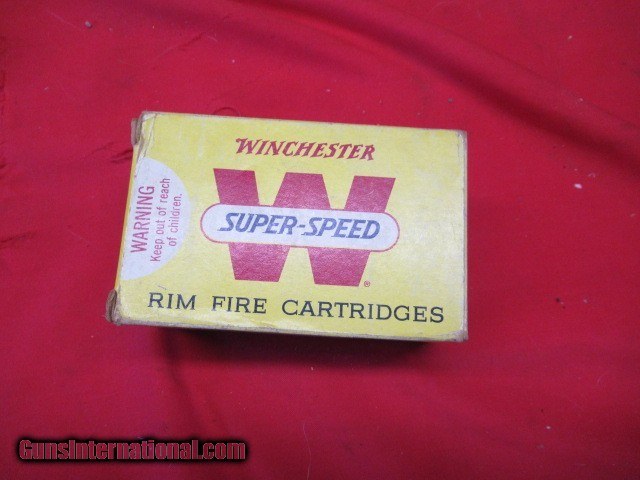 WINCHESTER
W
SUPER-SPEED
®
RIM FIRE CARTRIDGES
WARNING
Keep out of reach
of children.
GunsInternational.com